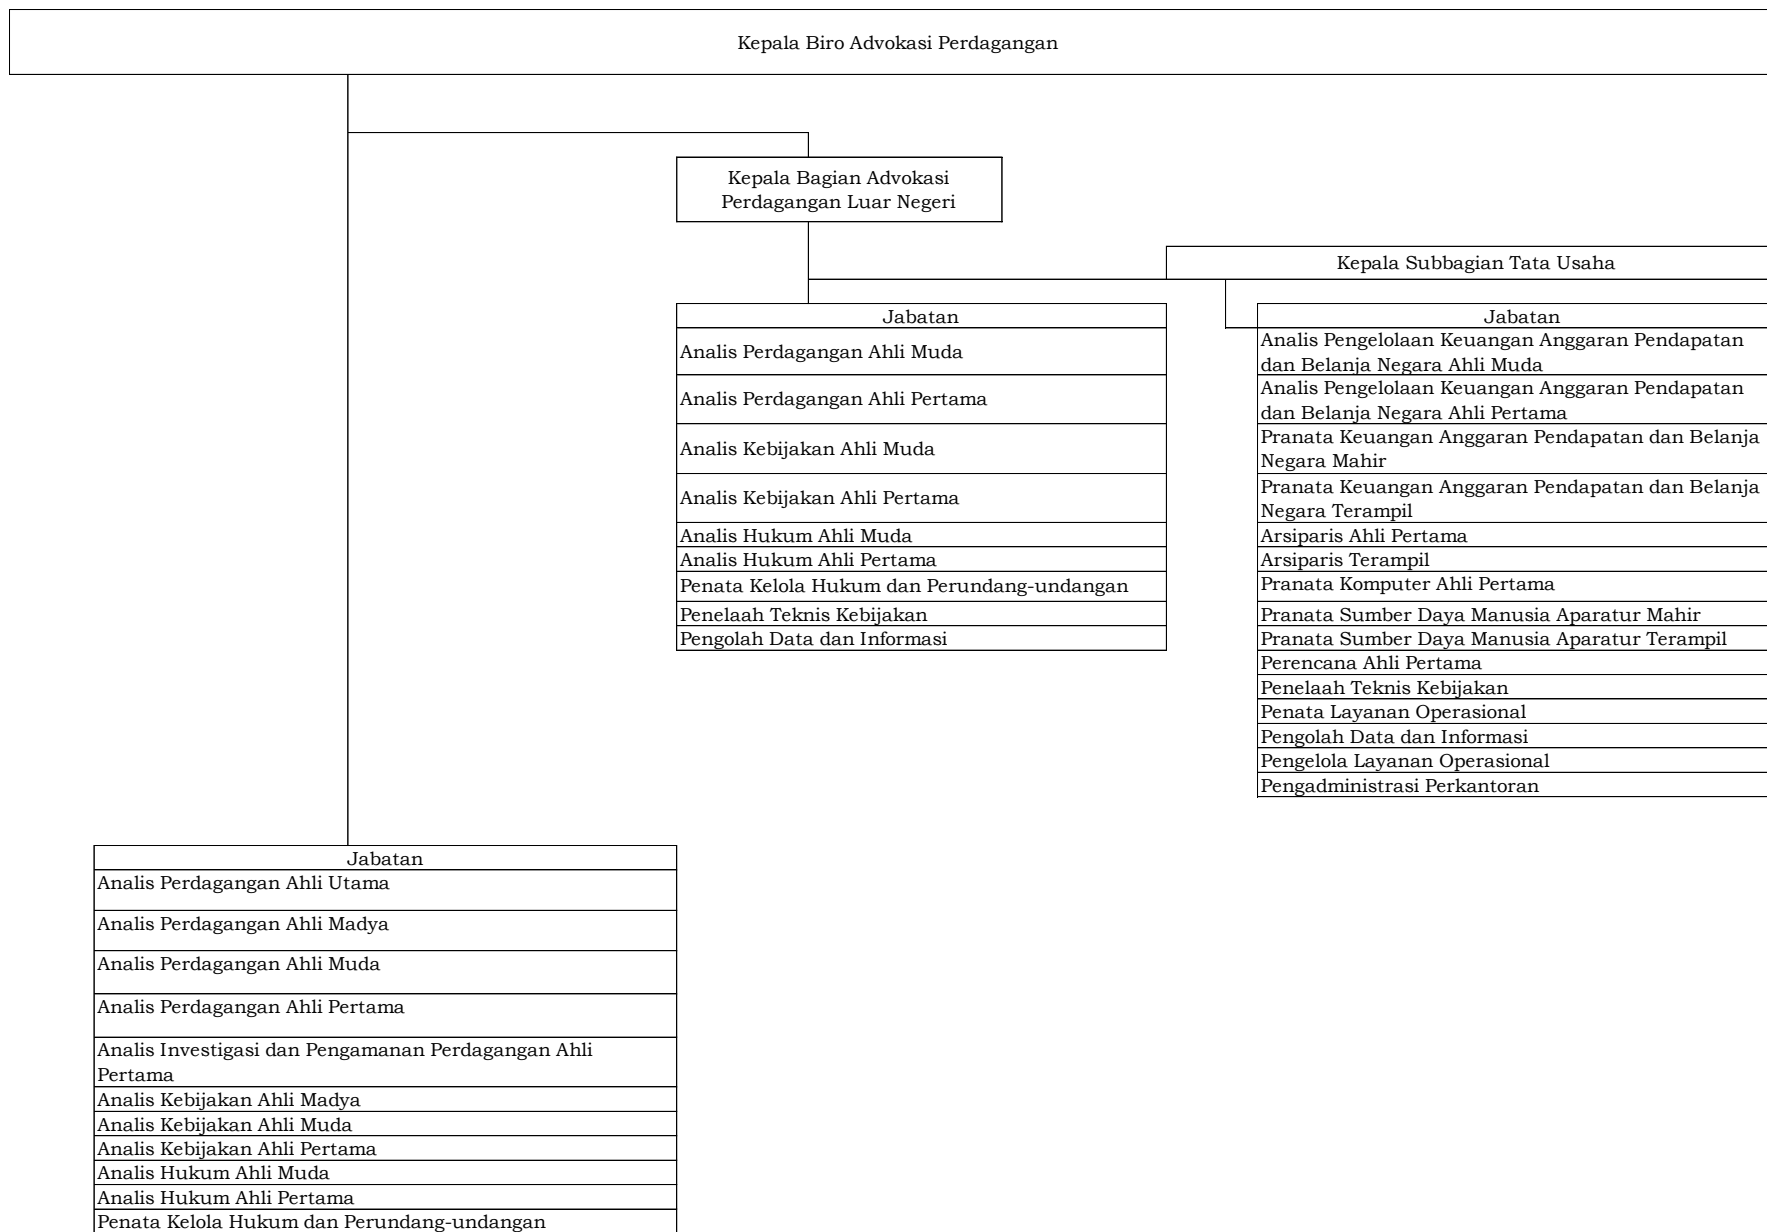 Kepala Biro Advokasi Perdagangan
Kepala Bagian Advokasi
Perdagangan Luar Negeri
Kepala Subbagian Tata Usaha
Jabatan
Analis Perdagangan Ahli Muda
Analis Perdagangan Ahli Pertama
Analis Kebijakan Ahli Muda
Analis Kebijakan Ahli Pertama
Analis Hukum Ahli Muda
Analis Hukum Ahli Pertama
Penata Kelola Hukum dan Perundang-undangan
Penelaah Teknis Kebijakan
Pengolah Data dan Informasi
Jabatan
Analis Pengelolaan Keuangan Anggaran Pendapatan
dan Belanja Negara Ahli Muda
Analis Pengelolaan Keuangan Anggaran Pendapatan
dan Belanja Negara Ahli Pertama
Pranata Keuangan Anggaran Pendapatan dan Belanja
Negara Mahir
Pranata Keuangan Anggaran Pendapatan dan Belanja
Negara Terampil
Arsiparis Ahli Pertama
Arsiparis Terampil
Pranata Komputer Ahli Pertama
Pranata Sumber Daya Manusia Aparatur Mahir
Pranata Sumber Daya Manusia Aparatur Terampil
Perencana Ahli Pertama
Penelaah Teknis Kebijakan
Penata Layanan Operasional
Pengolah Data dan Informasi
Pengelola Layanan Operasional
Pengadministrasi Perkantoran
Jabatan
Analis Perdagangan Ahli Utama
Analis Perdagangan Ahli Madya
Analis Perdagangan Ahli Muda
Analis Perdagangan Ahli Pertama
Analis Investigasi dan Pengamanan Perdagangan Ahli
Pertama
Analis Kebijakan Ahli Madya
Analis Kebijakan Ahli Muda
Analis Kebijakan Ahli Pertama
Analis Hukum Ahli Muda
Analis Hukum Ahli Pertama
Penata Kelola Hukum dan Perundang-undangan